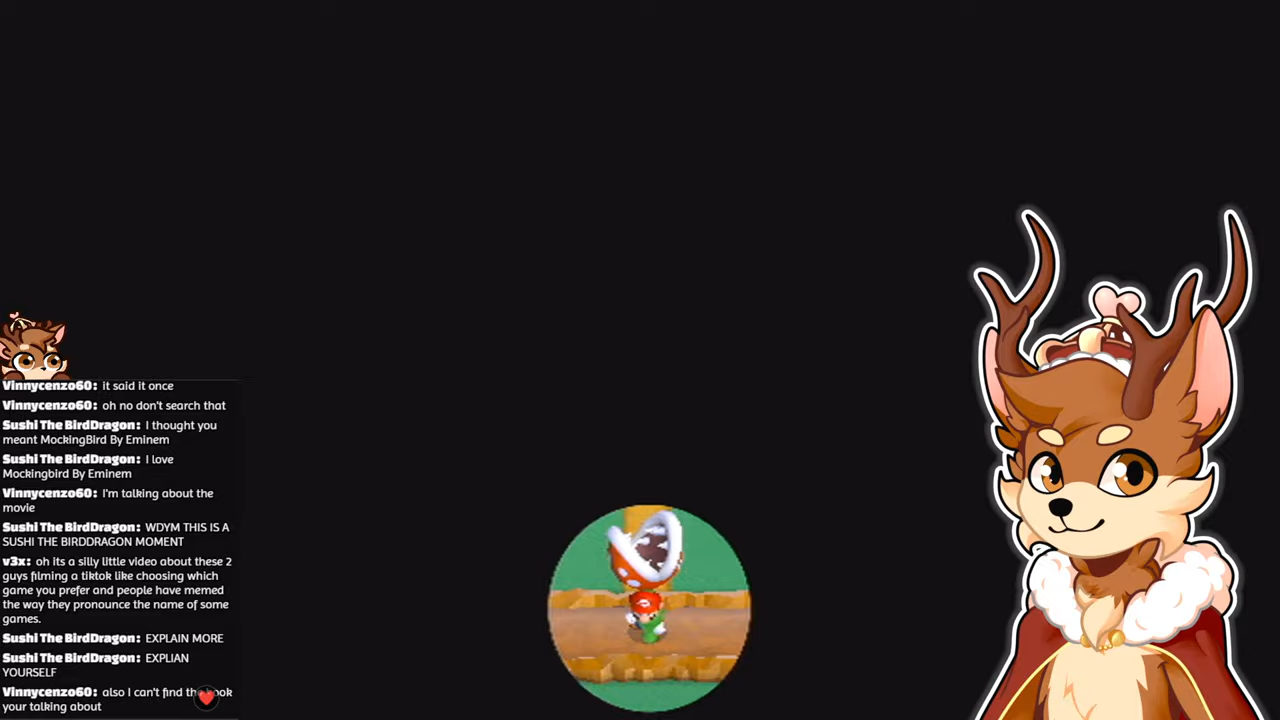 Vinnycenzo60: it said it once
Vinnycenzo60: oh no don't search that
Sushi The BirdDragon: I thought you
meant MockingBird By Eminem
Sushi The BirdDragon: I love
Mockingbird By Eminem
Vinnycenzo60: I'm talking about the
movie
Sushi The BirdDragon: WDYM THIS IS A
SUSHI THE BIRDDRAGON MOMENT
v3x: oh its a silly little video about these 2
guys filming a tiktok like choosing which
game you prefer and people have memed
the way they pronounce the name of some
games.
Sushi The BirdDragon: EXPLAIN MORE
Sushi The BirdDragon: EXPLIAN
YOURSELF
Vinnycenzo60: also I can't find the book
your talking about
M